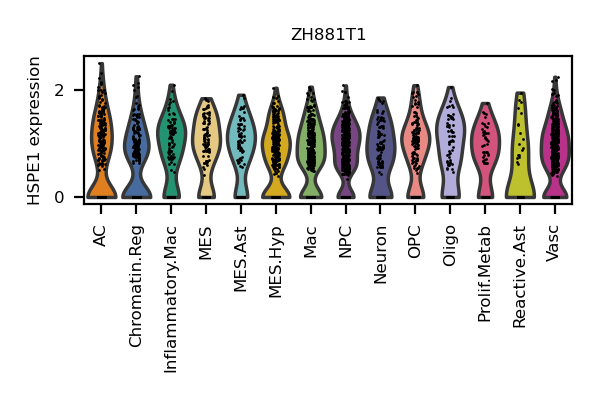 ZH881T1
HSPE1 expression
2
0
AC
Chromatin.Reg
Inflammatory.Mac
MES
MES.Ast
MES.Hyp
Mac
NPC
Neuron
OPC
Oligo
Prolif.Metab
Reactive.Ast
Vasc